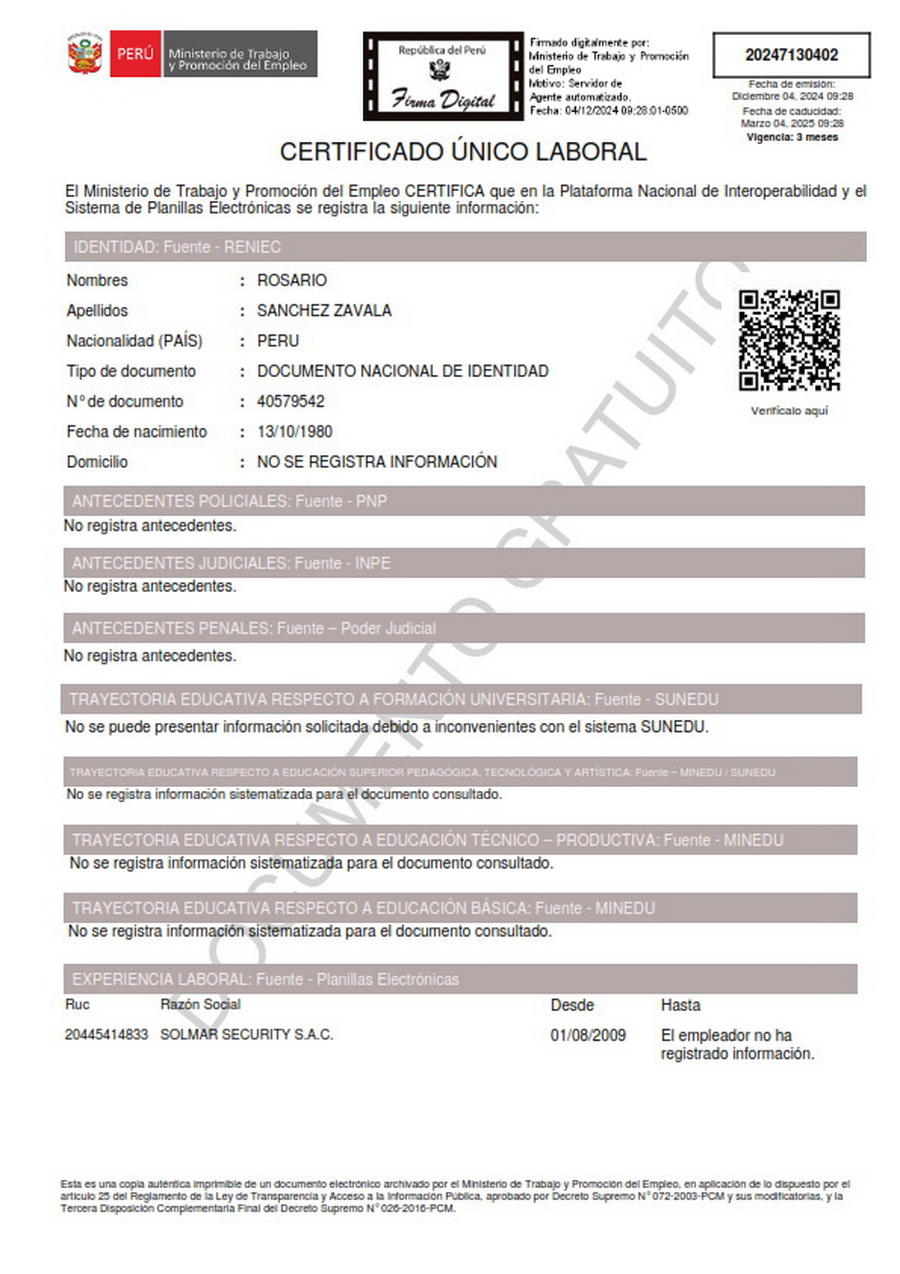 PERÚ
Ministerio de Trabajo
y Promoción del Empleo
República del Perú
Firma Digital
Firmado digitalmente por:
Ministerio de Trabajo y Promoción
del Empleo
Motivo: Servidor de
Agente automatizado.
Fecha: 04/12/2024 09:28:01-0500
20247130402
Fecha de emisión:
Diciembre 04, 2024 09:28
Fecha de caducidad:
Marzo 04, 2025 09:28
Vigencia: 3 meses
CERTIFICADO ÚNICO LABORAL
El Ministerio de Trabajo y Promoción del Empleo CERTIFICA que en la Plataforma Nacional de Interoperabilidad y el
Sistema de Planillas Electrónicas se registra la siguiente información:
IDENTIDAD: Fuente - RENIEC
Nombres : ROSARIO
Apellidos : SANCHEZ ZAVALA
Nacionalidad (PAÍS) : PERU
Tipo de documento : DOCUMENTO NACIONAL DE IDENTIDAD
N° de documento : 40579542
Fecha de nacimiento : 13/10/1980
Domicilio : NO SE REGISTRA INFORMACIÓN
Verifícalo aquí
ANTECEDENTES POLICIALES: Fuente - PNP
No registra antecedentes.
ANTECEDENTES JUDICIALES: Fuente - INPE
No registra antecedentes.
ANTECEDENTES PENALES: Fuente – Poder Judicial
No registra antecedentes.
TRAYECTORIA EDUCATIVA RESPECTO A FORMACIÓN UNIVERSITARIA: Fuente - SUNEDU
No se puede presentar información solicitada debido a inconvenientes con el sistema SUNEDU.
TRAYECTORIA EDUCATIVA RESPECTO A EDUCACIÓN SUPERIOR PEDAGÓGICA, TECNOLÓGICA Y ARTÍSTICA: Fuente – MINEDU / SUNEDU
No se registra información sistematizada para el documento consultado.
TRAYECTORIA EDUCATIVA RESPECTO A EDUCACIÓN TÉCNICO – PRODUCTIVA: Fuente - MINEDU
No se registra información sistematizada para el documento consultado.
TRAYECTORIA EDUCATIVA RESPECTO A EDUCACIÓN BÁSICA: Fuente - MINEDU
No se registra información sistematizada para el documento consultado.
EXPERIENCIA LABORAL: Fuente - Planillas Electrónicas
Ruc Razón Social Desde Hasta
20445414833 SOLMAR SECURITY S.A.C. 01/08/2009 El empleador no ha
registrado información.
DOCUMENTO GRATUITO
Esta es una copia auténtica imprimible de un documento electrónico archivado por el Ministerio de Trabajo y Promoción del Empleo, en aplicación de lo dispuesto por el
artículo 25 del Reglamento de la Ley de Transparencia y Acceso a la Información Pública, aprobado por Decreto Supremo N° 072-2003-PCM y sus modificatorias, y la
Tercera Disposición Complementaria Final del Decreto Supremo N° 026-2016-PCM.